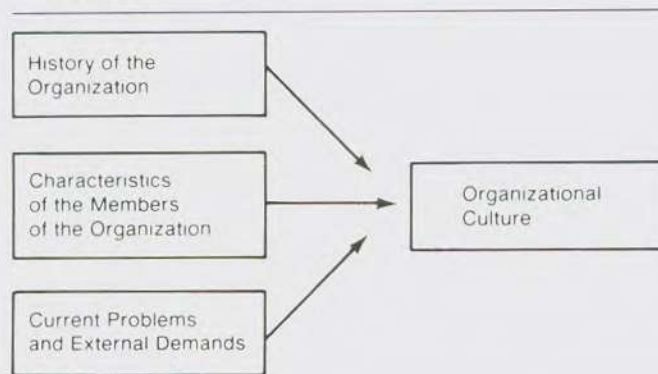 History of the
Organization
Characteristics
of the Members
of the Organization
Organizational
Culture
Current Problems
and External Demands